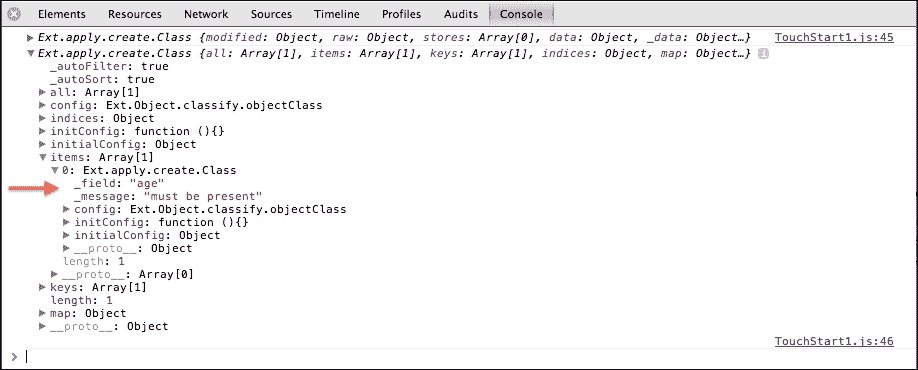 Elements Resources Network Sources Timeline Profiles Audits Console
Ext.apply.create.Class {modified: Object, raw: Object, stores: Array[0], data: Object, _data: Object…} TouchStart1.js:45
Ext.apply.create.Class {all: Array[1], items: Array[1], keys: Array[1], indices: Object, map: Object…}
_autoFilter: true
_autoSort: true
all: Array[1]
config: Ext.Object.classify.objectClass
indices: Object
initConfig: function (){}
initialConfig: Object
items: Array[1]
0: Ext.apply.create.Class
_field: "age"
_message: "must be present"
config: Ext.Object.classify.objectClass
initConfig: function (){}
initialConfig: Object
__proto__: Object
length: 1
__proto__: Array[0]
keys: Array[1]
length: 1
map: Object
__proto__: Object
TouchStart1.js:46